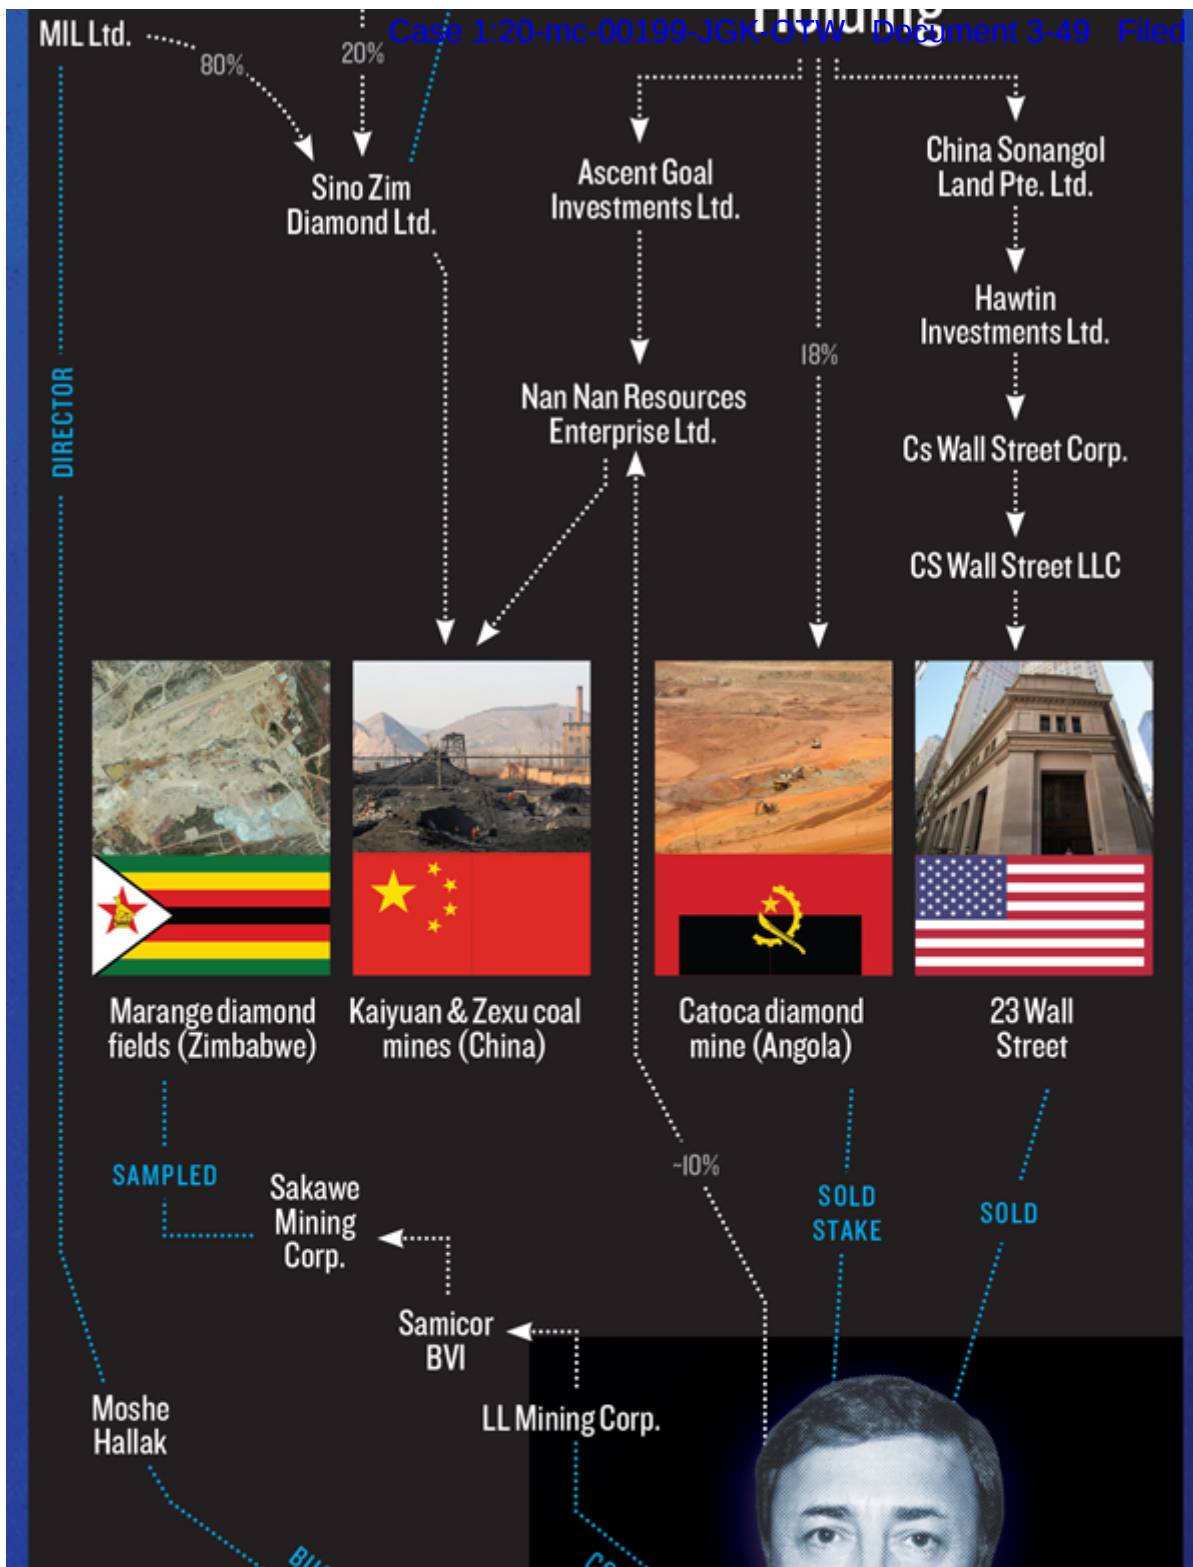 Case 1:20-mc-00199-JGK-OTW Document 3-49 Filed
MIL Ltd.
80%
20%
Holding
Sino Zim
Diamond Ltd.
Ascent Goal
Investments Ltd.
China Sonangol
Land Pte. Ltd.
Hawtin
Investments Ltd.
18%
DIRECTOR
Nan Nan Resources
Enterprise Ltd.
Cs Wall Street Corp.
CS Wall Street LLC
Marange diamond
fields (Zimbabwe)
Kaiyuan & Zexu coal
mines (China)
Catoca diamond
mine (Angola)
23 Wall
Street
~10%
SAMPLED
Sakawe
Mining
Corp.
SOLD
STAKE
SOLD
Samicor
BVI
LL Mining Corp.
Moshe
Hallak